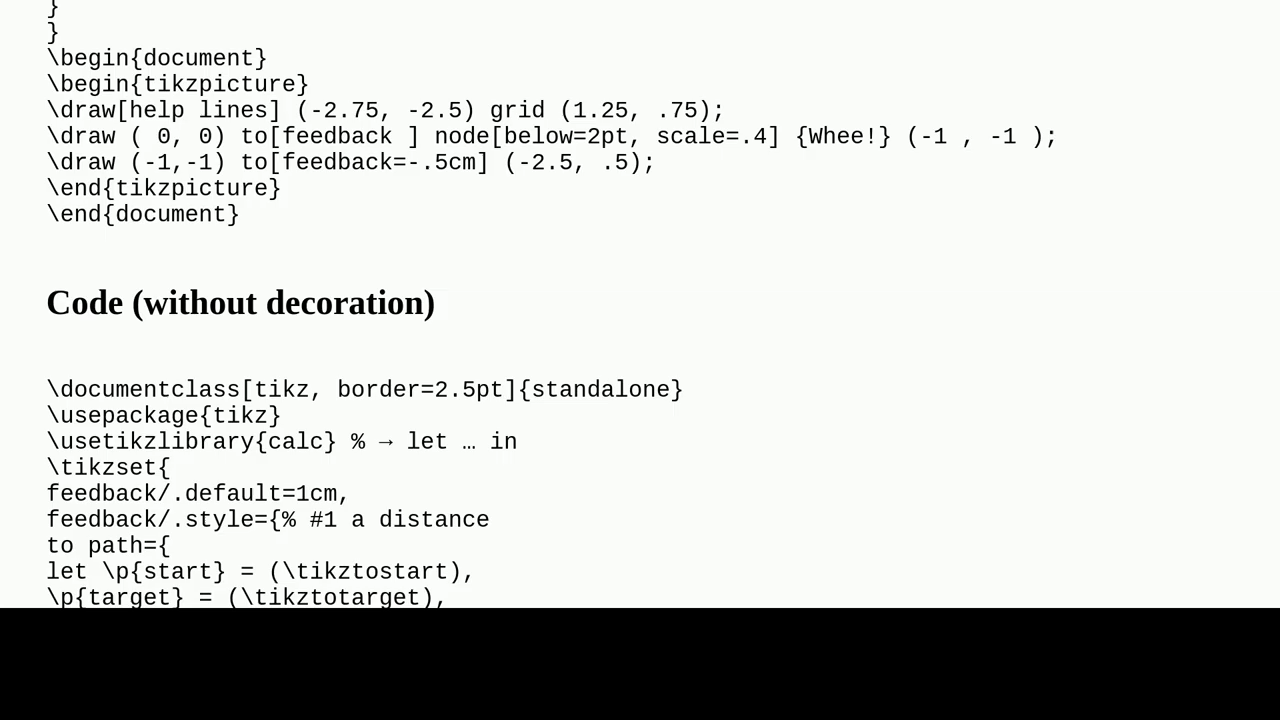 }
}
\begin{document}
\begin{tikzpicture}
\draw[help lines] (-2.75, -2.5) grid (1.25, .75);
\draw ( 0, 0) to[feedback ] node[below=2pt, scale=.4] {Whee!} (-1 , -1 );
\draw (-1,-1) to[feedback=-.5cm] (-2.5, .5);
\end{tikzpicture}
\end{document}
Code (without decoration)
\documentclass[tikz, border=2.5pt]{standalone}
\usepackage{tikz}
\usetikzlibrary{calc} % → let … in
\tikzset{
feedback/.default=1cm,
feedback/.style={% #1 a distance
to path={
let \p{start} = (\tikztostart),
\p{target} = (\tikztotarget),